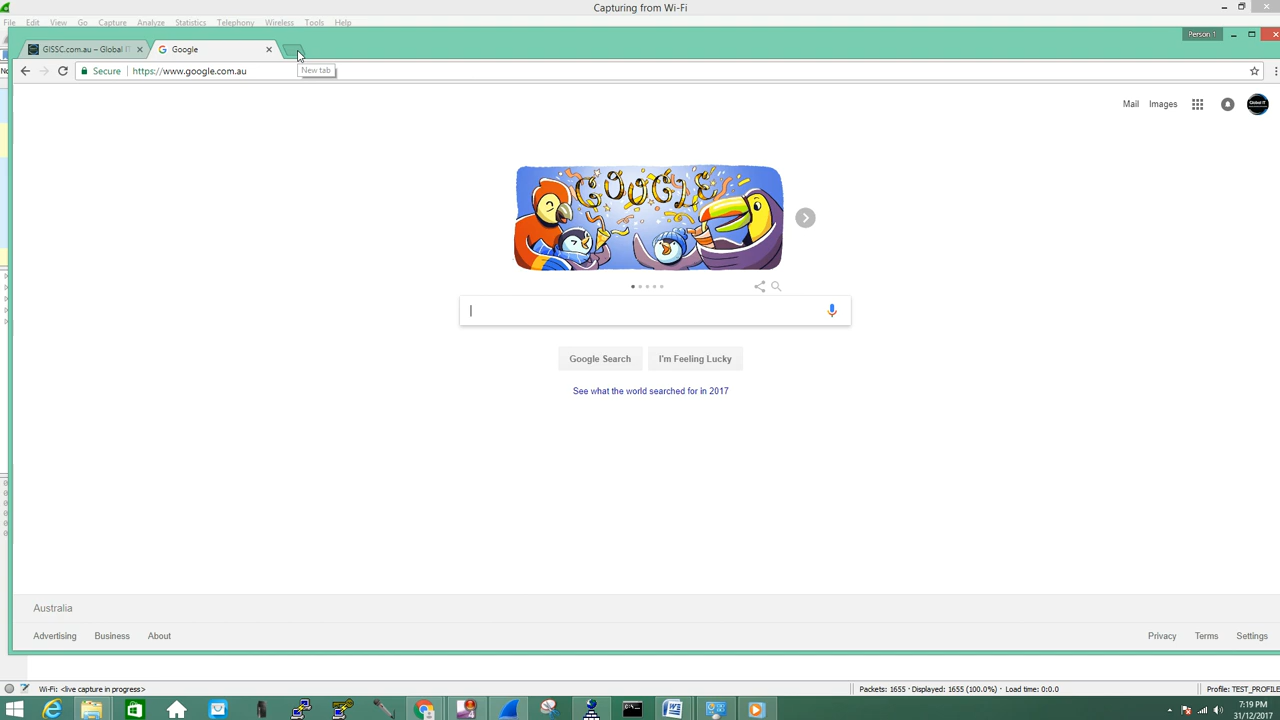 Capturing from Wi-Fi
File Edit View Go Capture Analyze Statistics Telephony Wireless Tools Help
Person 1
GISSC.com.au – Global IT
Google
New tab
Secure https://www.google.com.au
Mail Images
Global IT
GOOGLE
Google Search I'm Feeling Lucky
See what the world searched for in 2017
Australia
Advertising Business About Privacy Terms Settings
Wi-Fi: <live capture in progress> Packets: 1655 · Displayed: 1655 (100.0%) · Load time: 0:0.0 Profile: TEST_PROFILE
7:19 PM
31/12/2017